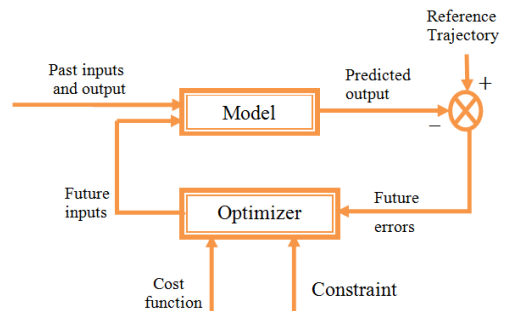 Reference
Trajectory
Past inputs
and output
Predicted
output
+
Model
−
Future
inputs
Optimizer
Future
errors
Cost
function
Constraint